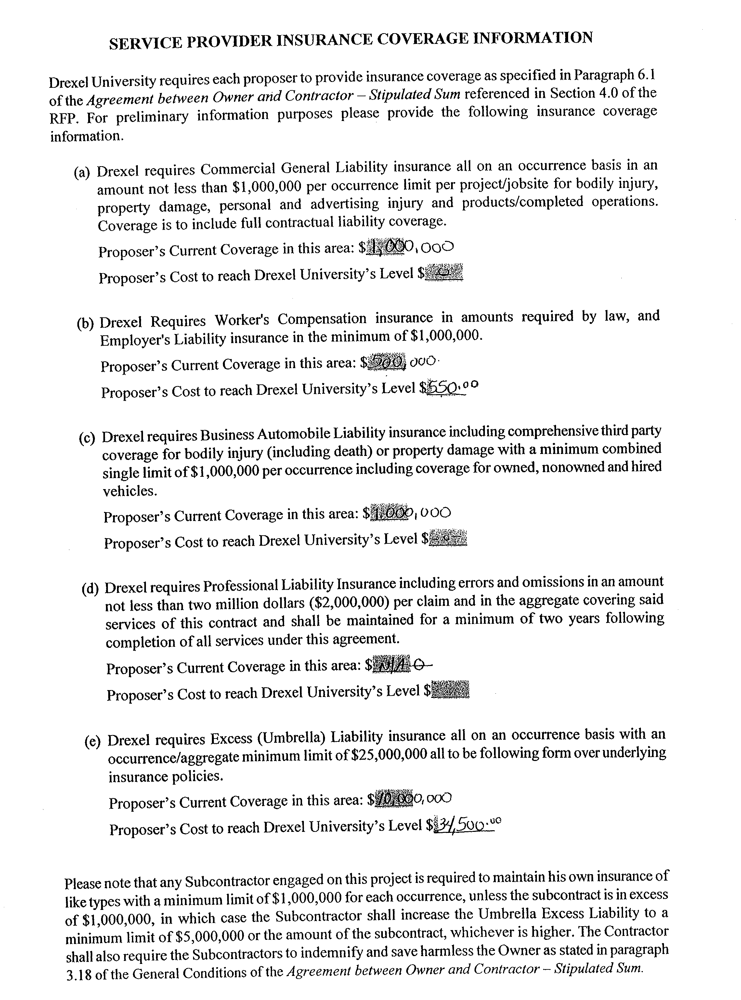 SERVICE PROVIDER INSURANCE COVERAGE INFORMATION
Drexel University requires each proposer to provide insurance coverage as specified in Paragraph 6.1
of the Agreement between Owner and Contractor – Stipulated Sum referenced in Section 4.0 of the
RFP. For preliminary information purposes please provide the following insurance coverage
information.
(a) Drexel requires Commercial General Liability insurance all on an occurrence basis in an
amount not less than $1,000,000 per occurrence limit per project/jobsite for bodily injury,
property damage, personal and advertising injury and products/completed operations.
Coverage is to include full contractual liability coverage.
Proposer's Current Coverage in this area: $1,000,000
Proposer's Cost to reach Drexel University's Level $ 0
(b) Drexel Requires Worker's Compensation insurance in amounts required by law, and
Employer's Liability insurance in the minimum of $1,000,000.
Proposer's Current Coverage in this area: $500,000.
Proposer's Cost to reach Drexel University's Level $550.00
(c) Drexel requires Business Automobile Liability insurance including comprehensive third party
coverage for bodily injury (including death) or property damage with a minimum combined
single limit of $1,000,000 per occurrence including coverage for owned, nonowned and hired
vehicles.
Proposer's Current Coverage in this area: $1,000,000
Proposer's Cost to reach Drexel University's Level $-0-
(d) Drexel requires Professional Liability Insurance including errors and omissions in an amount
not less than two million dollars ($2,000,000) per claim and in the aggregate covering said
services of this contract and shall be maintained for a minimum of two years following
completion of all services under this agreement.
Proposer's Current Coverage in this area: $N/A -0-
Proposer's Cost to reach Drexel University's Level $
(e) Drexel requires Excess (Umbrella) Liability insurance all on an occurrence basis with an
occurrence/aggregate minimum limit of $25,000,000 all to be following form over underlying
insurance policies.
Proposer's Current Coverage in this area: $10,000,000
Proposer's Cost to reach Drexel University's Level $34,500.00
Please note that any Subcontractor engaged on this project is required to maintain his own insurance of
like types with a minimum limit of $1,000,000 for each occurrence, unless the subcontract is in excess
of $1,000,000, in which case the Subcontractor shall increase the Umbrella Excess Liability to a
minimum limit of $5,000,000 or the amount of the subcontract, whichever is higher. The Contractor
shall also require the Subcontractors to indemnify and save harmless the Owner as stated in paragraph
3.18 of the General Conditions of the Agreement between Owner and Contractor – Stipulated Sum.